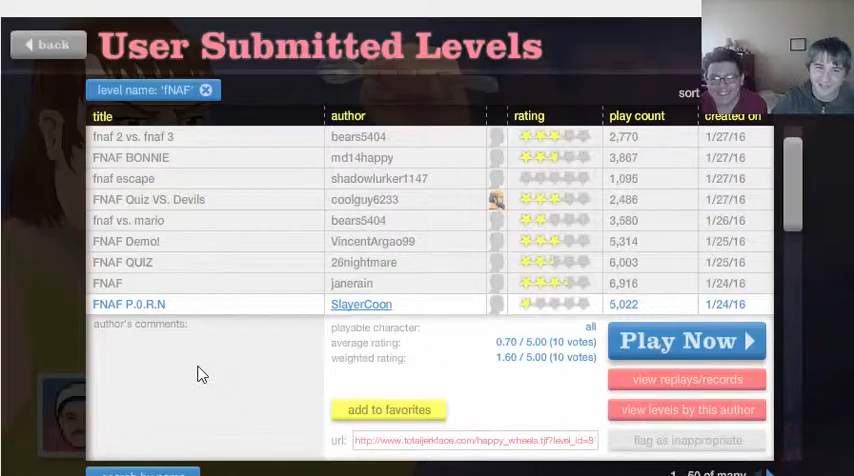 back User Submitted Levels
level name: 'fNAF'
sort
title author rating play count created on
fnaf 2 vs. fnaf 3 bears5404 2,770 1/27/16
FNAF BONNIE md14happy 3,867 1/27/16
fnaf escape shadowlurker1147 1,095 1/27/16
FNAF Quiz VS. Devils coolguy6233 2,486 1/27/16
fnaf vs. mario bears5404 3,580 1/26/16
FNAF Demo! VincentArgao99 5,314 1/25/16
FNAF QUIZ 26nightmare 6,003 1/25/16
FNAF janerain 6,916 1/24/16
FNAF P.0.R.N SlayerCoon 5,022 1/24/16
author's comments:
playable character: all
average rating: 0.70 / 5.00 (10 votes)
weighted rating: 1.60 / 5.00 (10 votes)
Play Now
view replays/records
add to favorites
view levels by this author
url: http://www.totaljerkface.com/happy_wheels.tjf?level_id=8
flag as inappropriate
search by name
1 - 50 of many